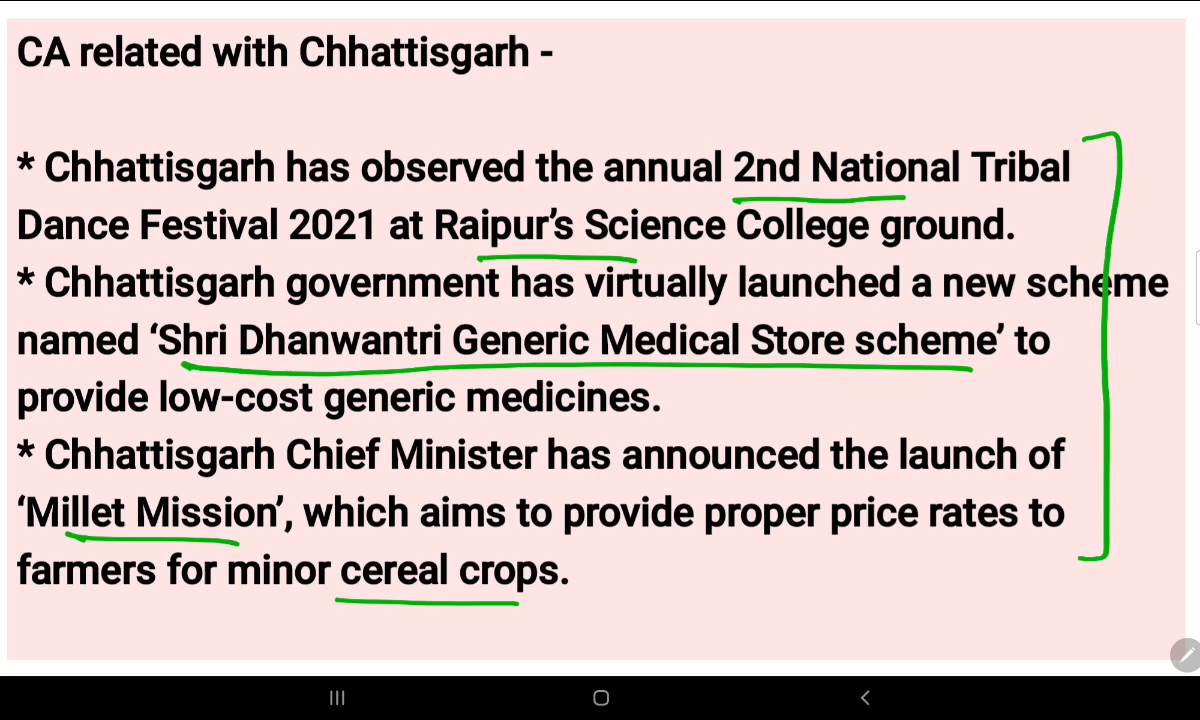 CA related with Chhattisgarh -
* Chhattisgarh has observed the annual 2nd National Tribal
Dance Festival 2021 at Raipur’s Science College ground.
* Chhattisgarh government has virtually launched a new scheme
named ‘Shri Dhanwantri Generic Medical Store scheme’ to
provide low-cost generic medicines.
* Chhattisgarh Chief Minister has announced the launch of
‘Millet Mission’, which aims to provide proper price rates to
farmers for minor cereal crops.